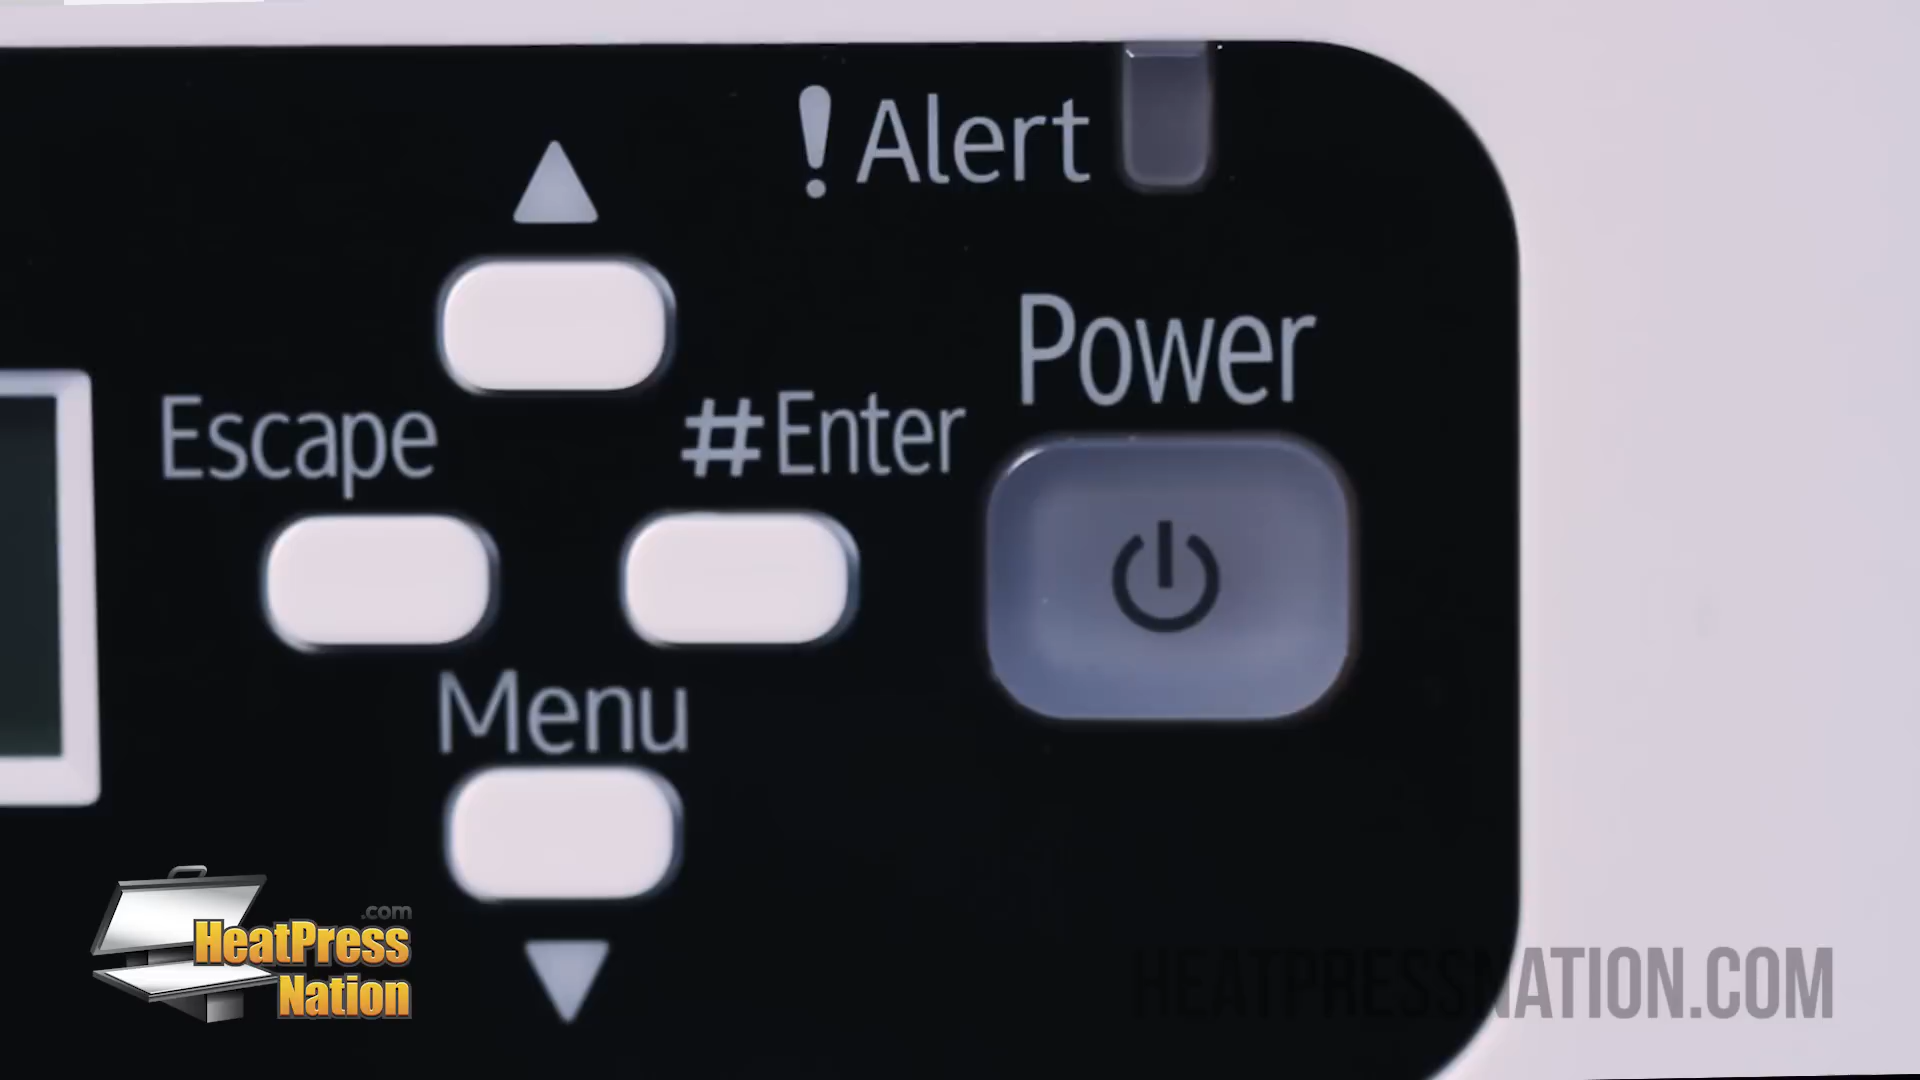 !Alert
Power
Escape
#Enter
Menu
.com
HeatPress
Nation
HEATPRESSNATION.COM